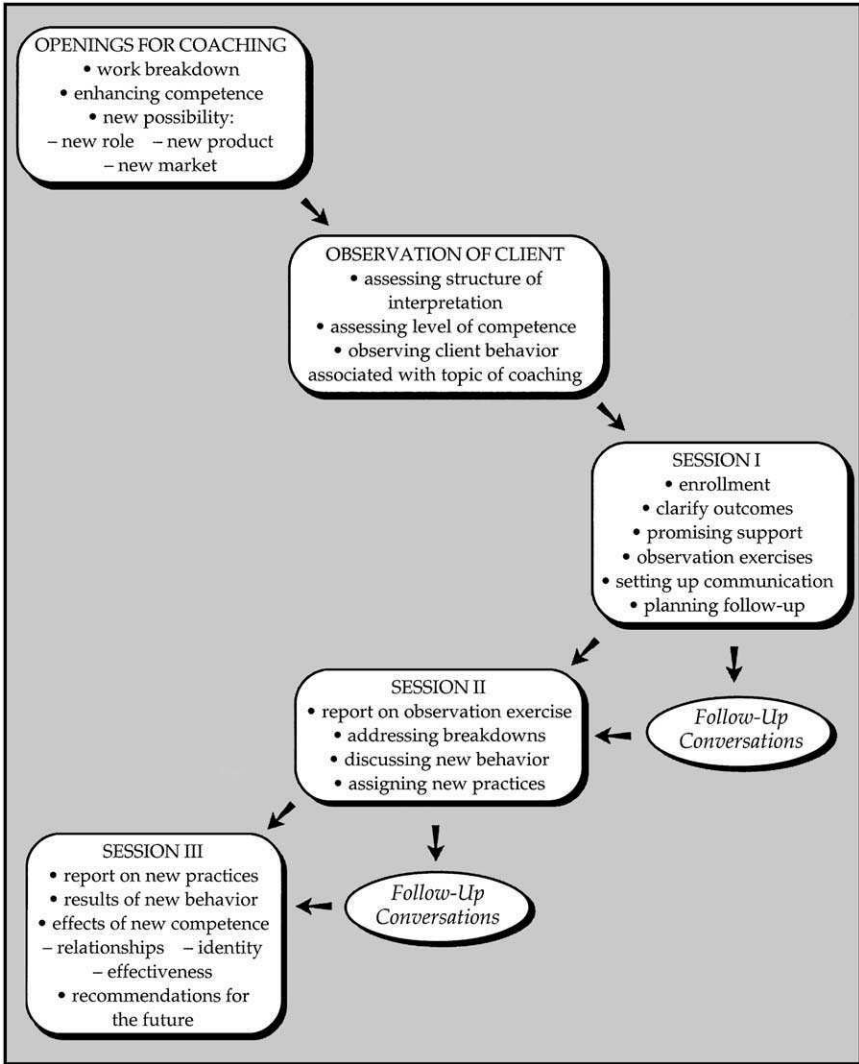 OPENINGS FOR COACHING
• work breakdown
• enhancing competence
• new possibility:
– new role – new product
– new market
OBSERVATION OF CLIENT
• assessing structure of
interpretation
• assessing level of competence
• observing client behavior
associated with topic of coaching
SESSION I
• enrollment
• clarify outcomes
• promising support
• observation exercises
• setting up communication
• planning follow-up
Follow-Up
Conversations
SESSION II
• report on observation exercise
• addressing breakdowns
• discussing new behavior
• assigning new practices
Follow-Up
Conversations
SESSION III
• report on new practices
• results of new behavior
• effects of new competence
– relationships – identity
– effectiveness
• recommendations for
the future